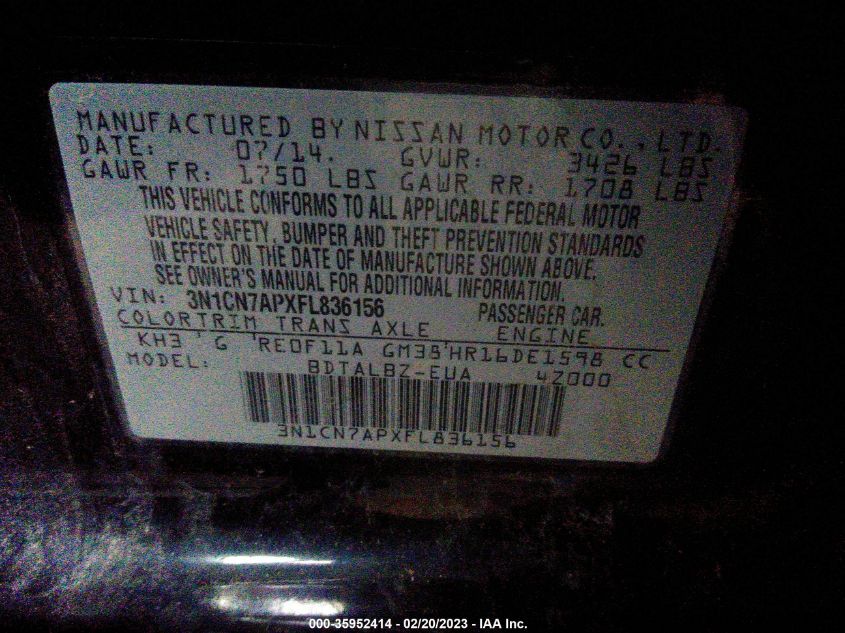 MANUFACTURED BY NISSAN MOTOR CO., LTD.
DATE: 07/14. GVWR: 3426 LBS
GAWR FR: 1750 LBS GAWR RR: 1708 LBS
THIS VEHICLE CONFORMS TO ALL APPLICABLE FEDERAL MOTOR
VEHICLE SAFETY, BUMPER AND THEFT PREVENTION STANDARDS
IN EFFECT ON THE DATE OF MANUFACTURE SHOWN ABOVE.
SEE OWNER'S MANUAL FOR ADDITIONAL INFORMATION.
VIN: 3N1CN7APXFL836156 PASSENGER CAR.
COLOR TRIM TRANS AXLE ENGINE
KH3 G RE0F11A GM38 HR16DE1598 CC
MODEL: BDTALBZ-EUA 4Z000
3N1CN7APXFL836156
000-35952414 - 02/20/2023 - IAA Inc.